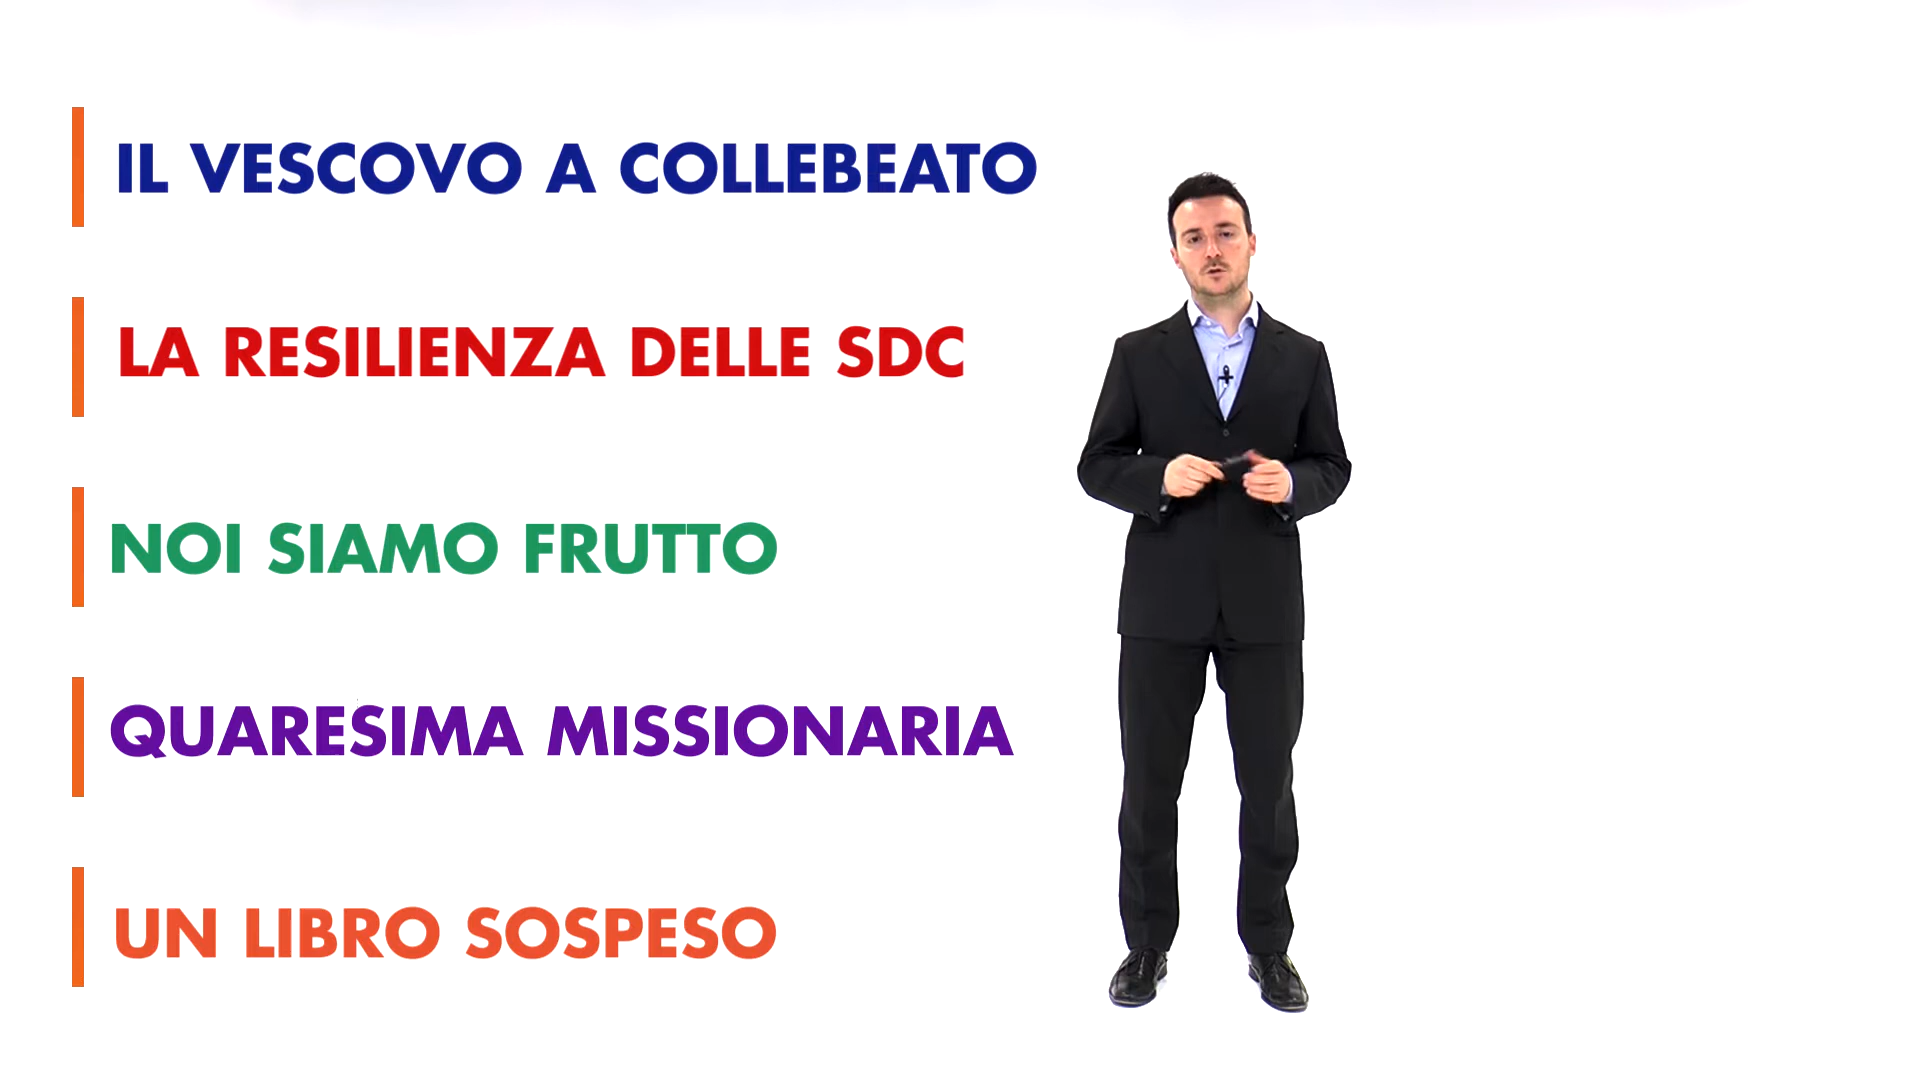 IL VESCOVO A COLLEBEATO
LA RESILIENZA DELLE SDC
NOI SIAMO FRUTTO
QUARESIMA MISSIONARIA
UN LIBRO SOSPESO